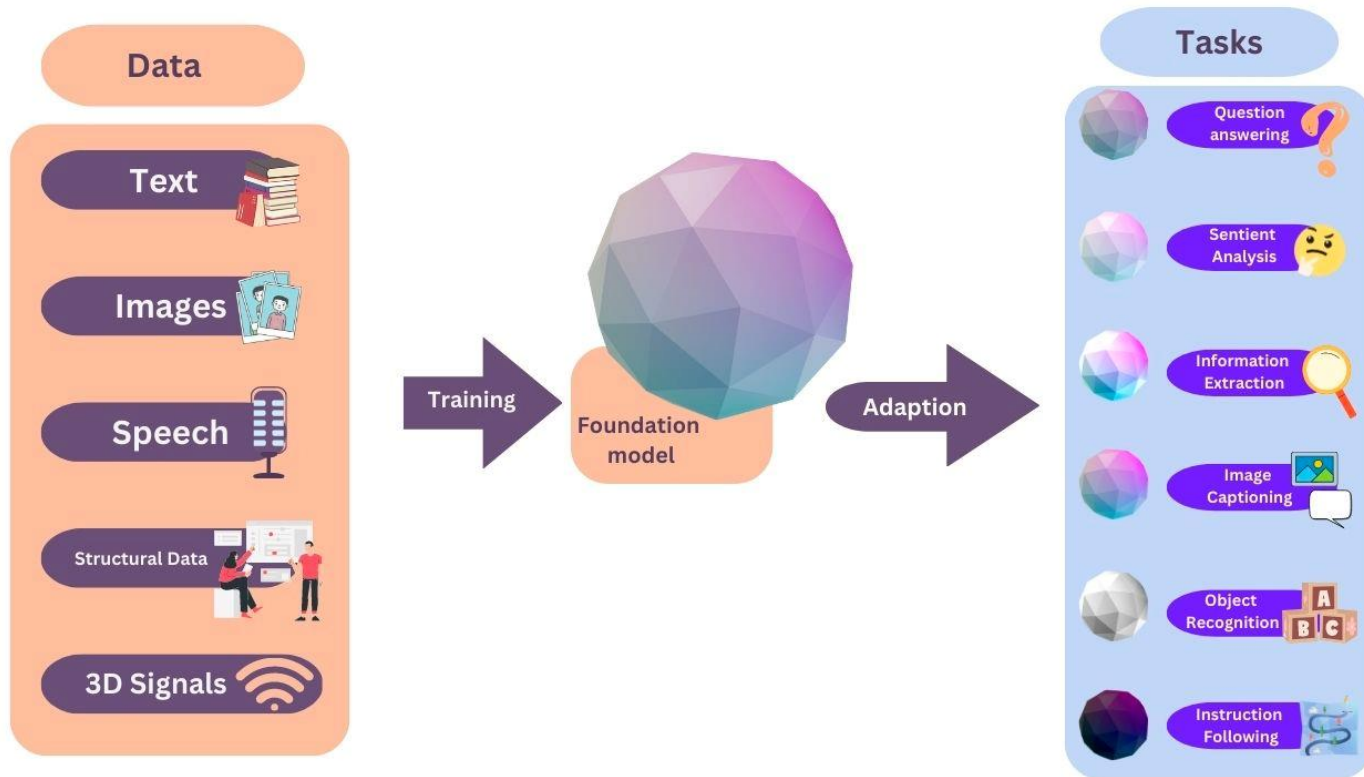 Data
Text
Images
Speech
Structural Data
3D Signals
Training
Foundation
model
Adaption
Tasks
Question
answering
Sentient
Analysis
Information
Extraction
Image
Captioning
Object
Recognition
A
B C
Instruction
Following